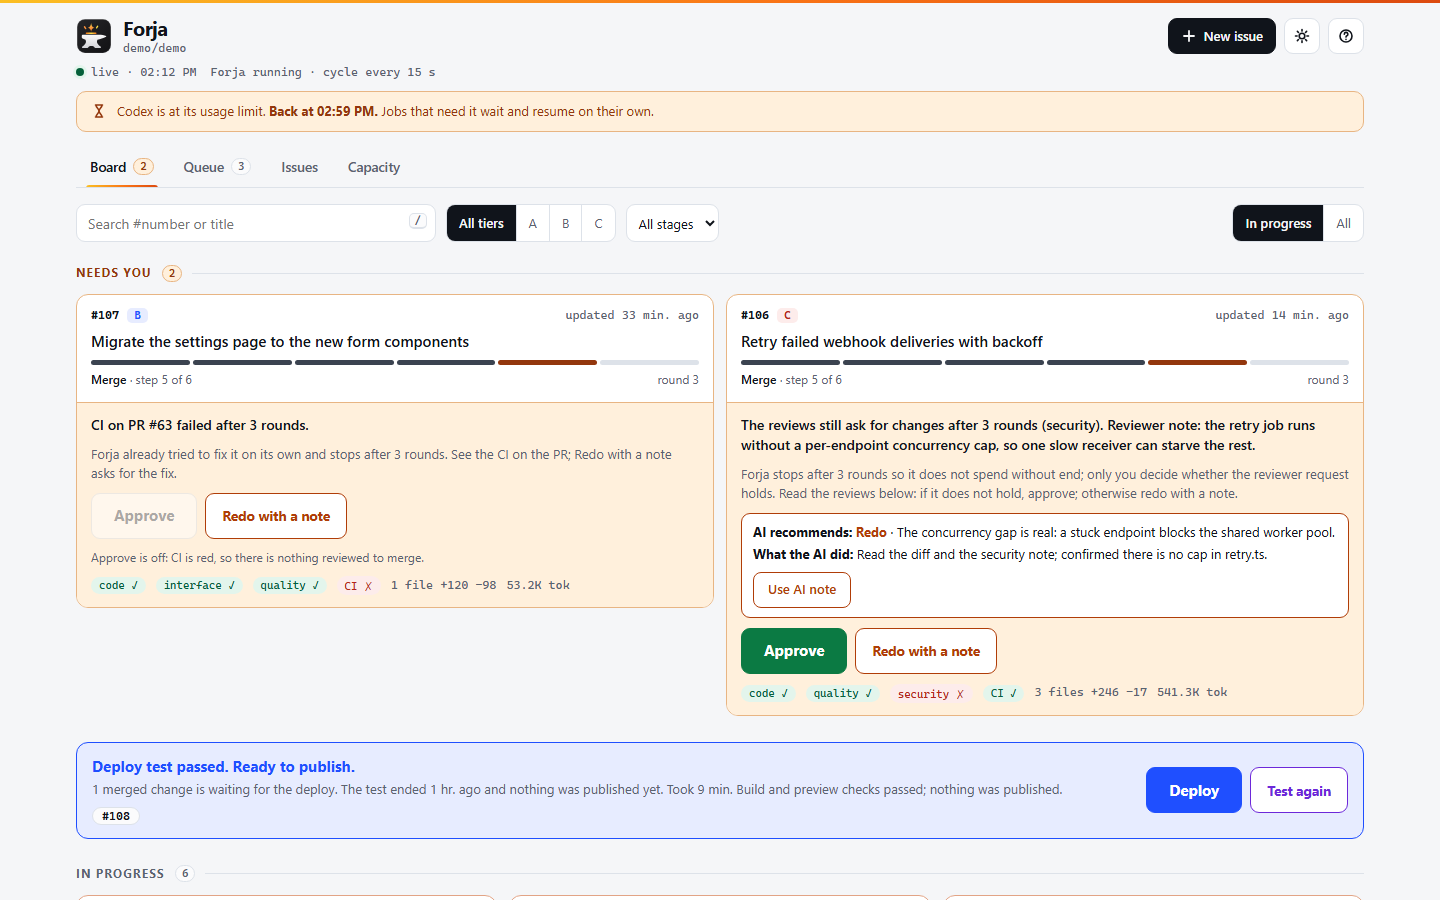 Forja
demo/demo
New issue
live · 02:12 PM Forja running · cycle every 15 s
Codex is at its usage limit. Back at 02:59 PM. Jobs that need it wait and resume on their own.
Board 2 Queue 3 Issues Capacity
Search #number or title /
All tiers A B C
All stages
In progress All
NEEDS YOU 2
#107 B updated 33 min. ago
Migrate the settings page to the new form components
Merge · step 5 of 6 round 3
CI on PR #63 failed after 3 rounds.
Forja already tried to fix it on its own and stops after 3 rounds. See the CI on the PR; Redo with a note
asks for the fix.
Approve Redo with a note
Approve is off: CI is red, so there is nothing reviewed to merge.
code ✓ interface ✓ quality ✓ CI ✗ 1 file +120 −98 53.2K tok
#106 C updated 14 min. ago
Retry failed webhook deliveries with backoff
Merge · step 5 of 6 round 3
The reviews still ask for changes after 3 rounds (security). Reviewer note: the retry job runs
without a per-endpoint concurrency cap, so one slow receiver can starve the rest.
Forja stops after 3 rounds so it does not spend without end; only you decide whether the reviewer request
holds. Read the reviews below: if it does not hold, approve; otherwise redo with a note.
AI recommends: Redo · The concurrency gap is real: a stuck endpoint blocks the shared worker pool.
What the AI did: Read the diff and the security note; confirmed there is no cap in retry.ts.
Use AI note
Approve Redo with a note
code ✓ quality ✓ security ✗ CI ✓ 3 files +246 −17 541.3K tok
Deploy test passed. Ready to publish.
1 merged change is waiting for the deploy. The test ended 1 hr. ago and nothing was published yet. Took 9 min. Build and preview checks passed; nothing was published.
#108
Deploy Test again
IN PROGRESS 6